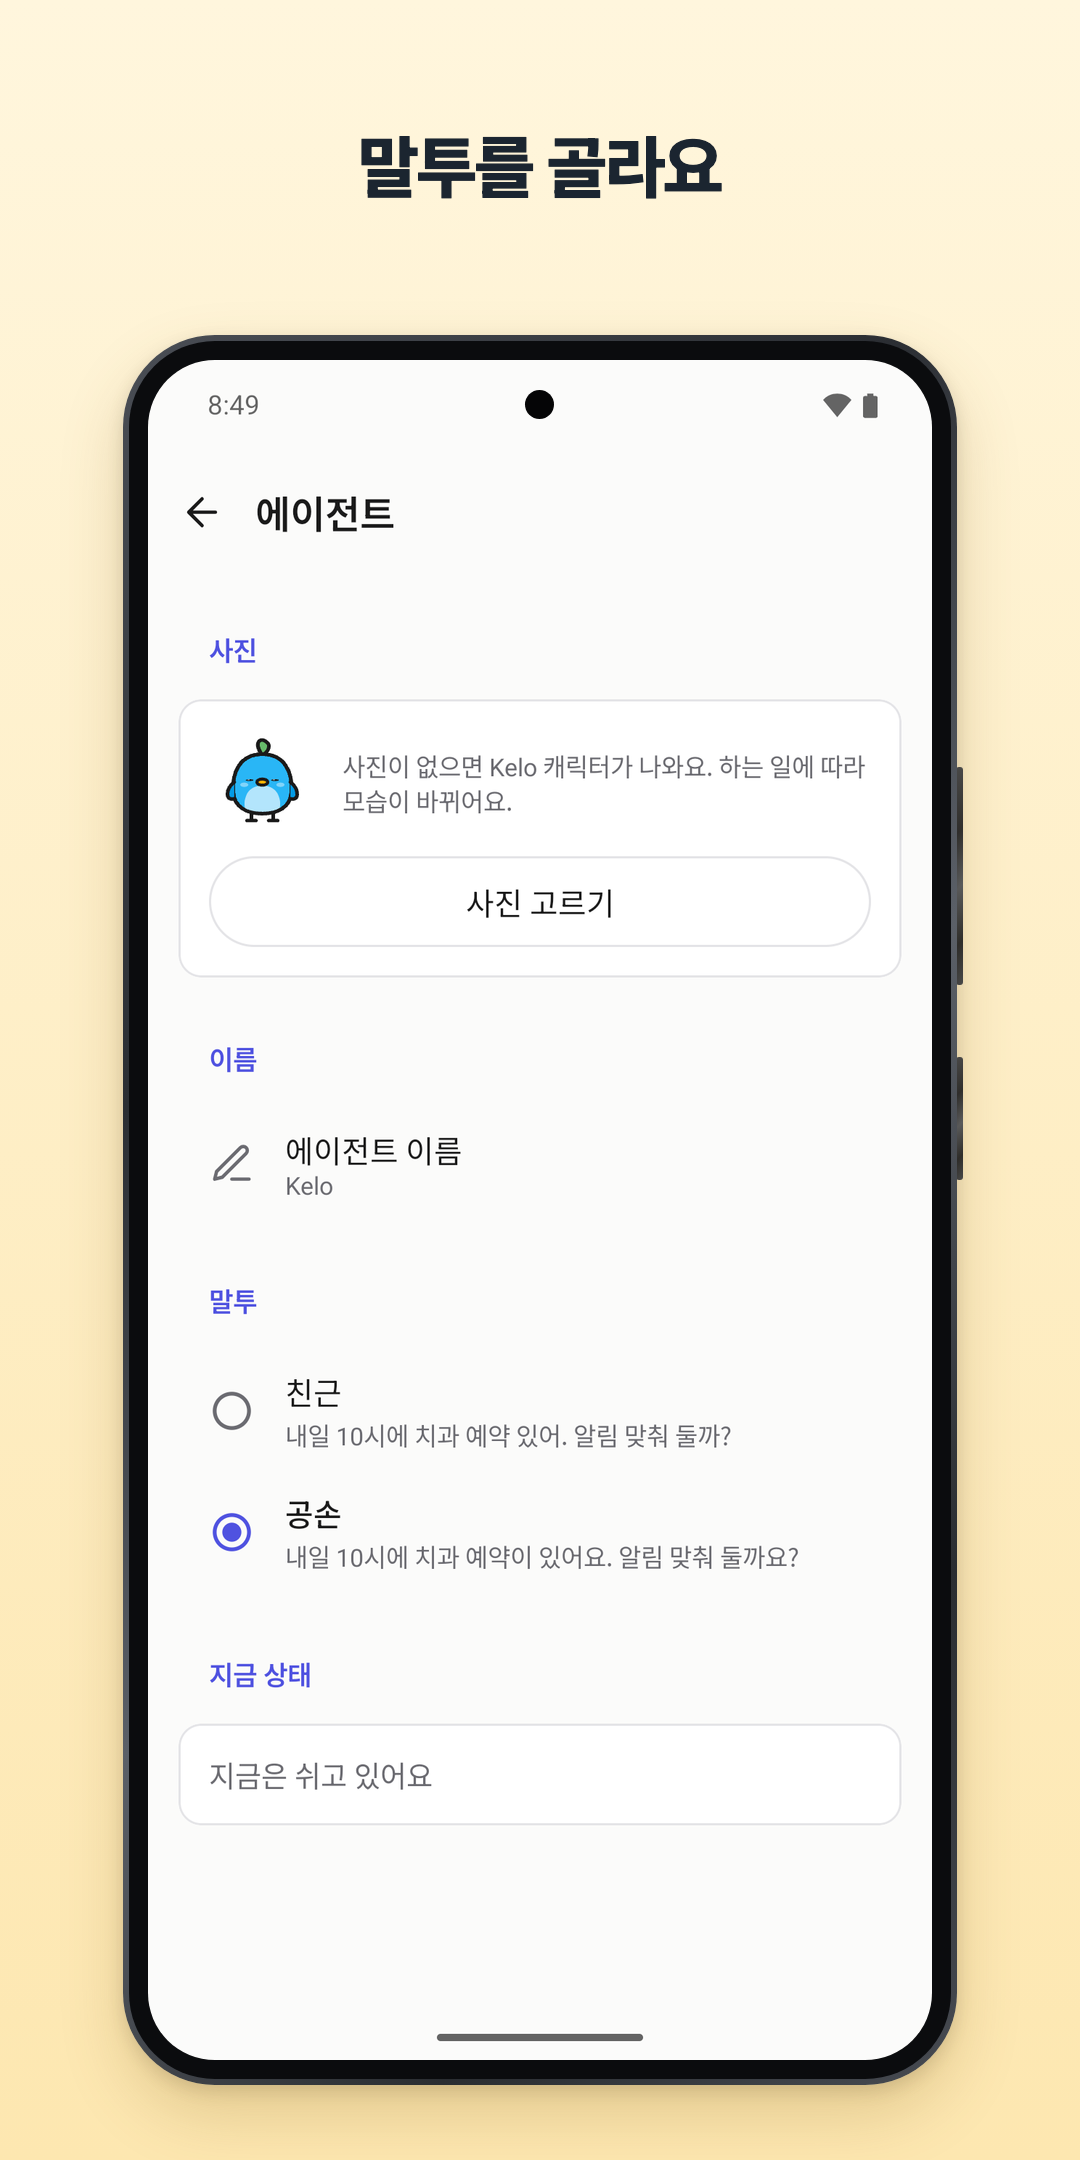 말투를 골라요
8:49
에이전트
사진
사진이 없으면 Kelo 캐릭터가 나와요. 하는 일에 따라
모습이 바뀌어요.
사진 고르기
이름
에이전트 이름
Kelo
말투
친근
내일 10시에 치과 예약 있어. 알림 맞춰 둘까?
공손
내일 10시에 치과 예약이 있어요. 알림 맞춰 둘까요?
지금 상태
지금은 쉬고 있어요